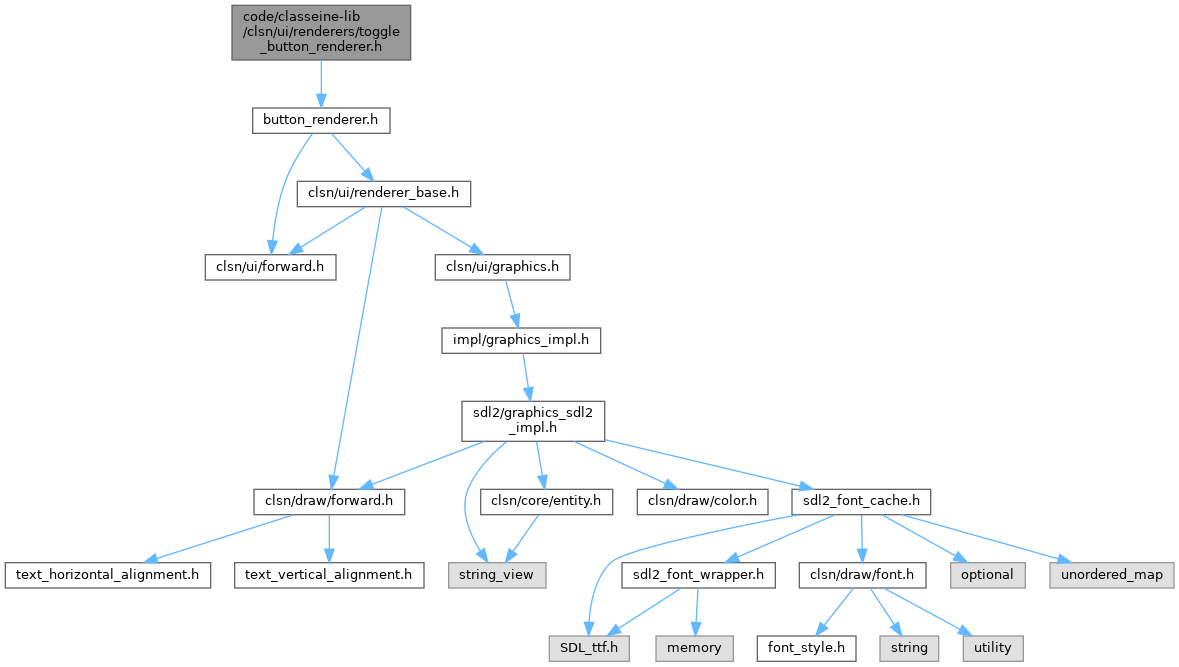 code/classeine-lib
/clsn/ui/renderers/toggle
_button_renderer.h
button_renderer.h
clsn/ui/renderer_base.h
clsn/ui/forward.h
clsn/ui/graphics.h
impl/graphics_impl.h
sdl2/graphics_sdl2
_impl.h
clsn/draw/forward.h
clsn/core/entity.h
clsn/draw/color.h
sdl2_font_cache.h
text_horizontal_alignment.h
text_vertical_alignment.h
string_view
sdl2_font_wrapper.h
clsn/draw/font.h
optional
unordered_map
SDL_ttf.h
memory
font_style.h
string
utility